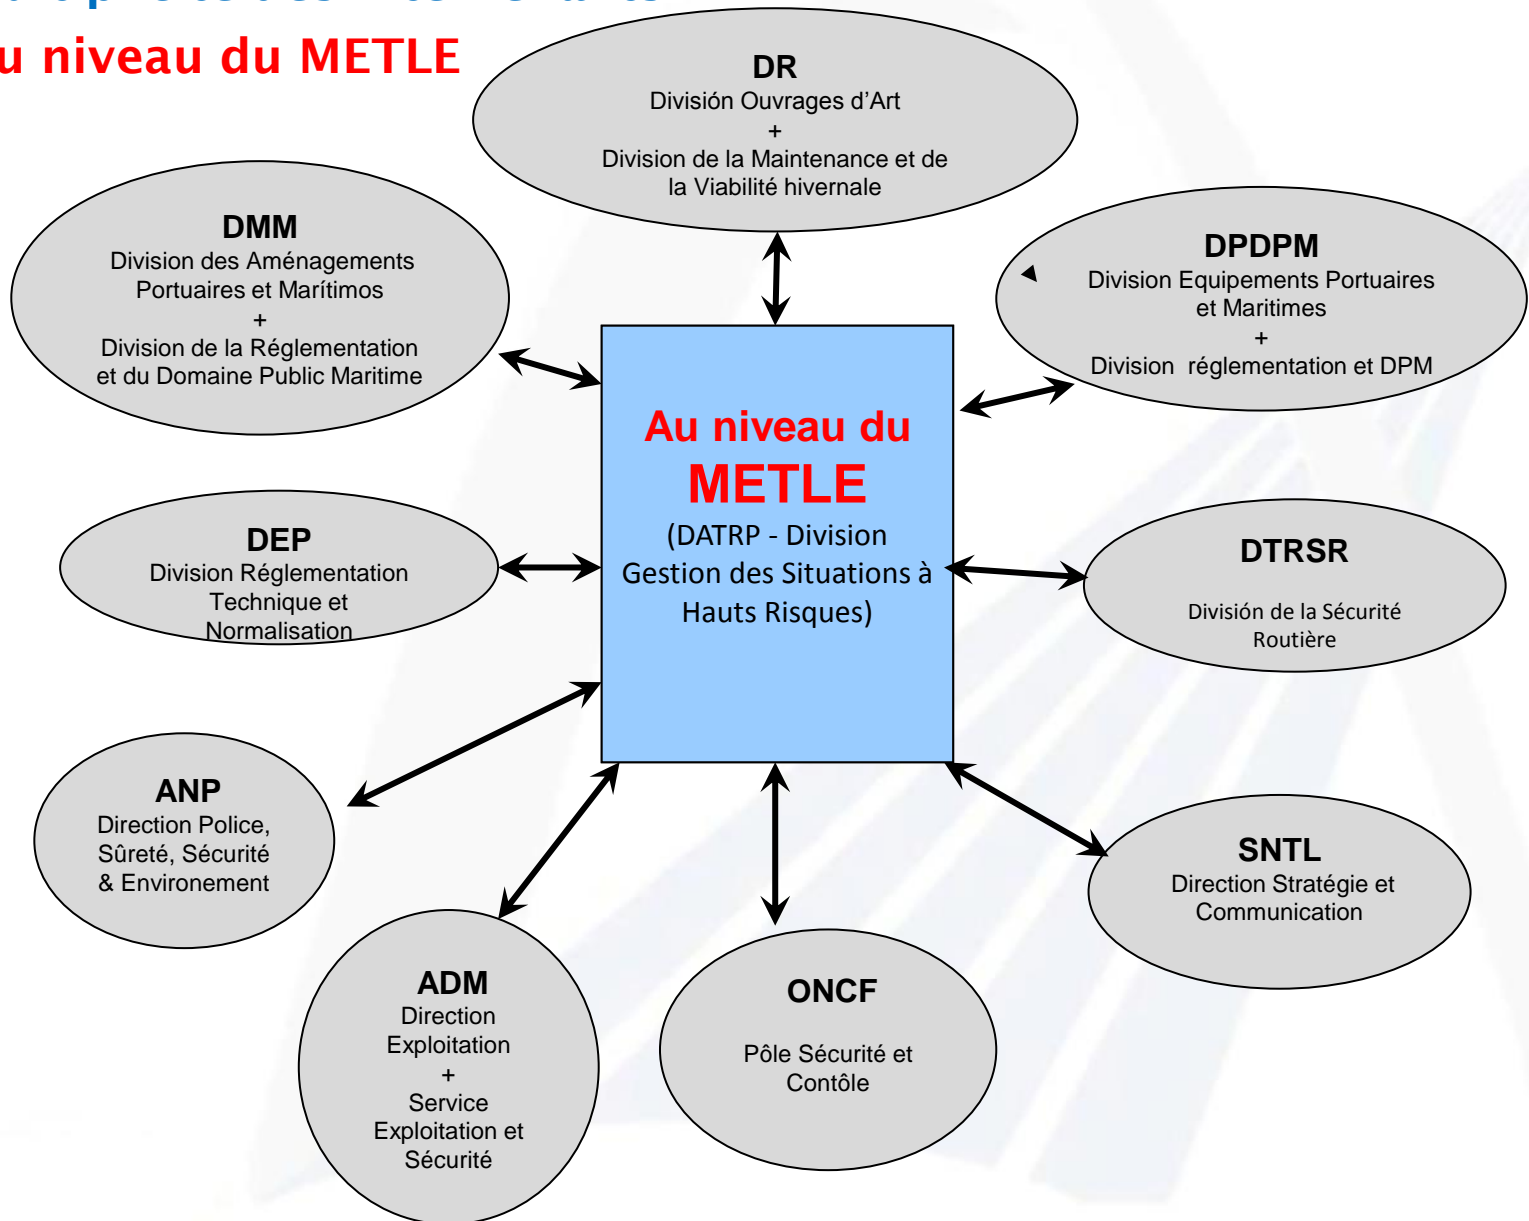 au niveau du METLE
DR
División Ouvrages d'Art
+
Division de la Maintenance et de
la Viabilité hivernale
DMM
Division des Aménagements
Portuaires et Marítimos
+
Division de la Réglementation
et du Domaine Public Maritime
DPDPM
Division Equipements Portuaires
et Maritimes
+
Division réglementation et DPM
Au niveau du
METLE
(DATRP - Division
Gestion des Situations à
Hauts Risques)
DEP
Division Réglementation
Technique et
Normalisation
DTRSR
División de la Sécurité
Routière
ANP
Direction Police,
Sûreté, Sécurité
& Environement
SNTL
Direction Stratégie et
Communication
ADM
Direction
Exploitation
+
Service
Exploitation et
Sécurité
ONCF
Pôle Sécurité et
Contôle